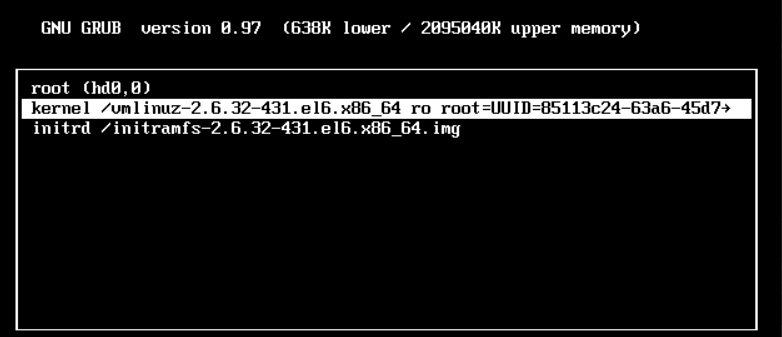 GNU GRUB version 0.97 (638K lower / 2095040K upper memory)
root (hd0,0)
kernel /vmlinuz-2.6.32-431.el6.x86_64 ro root=UUID=85113c24-63a6-45d7→
initrd /initramfs-2.6.32-431.el6.x86_64.img